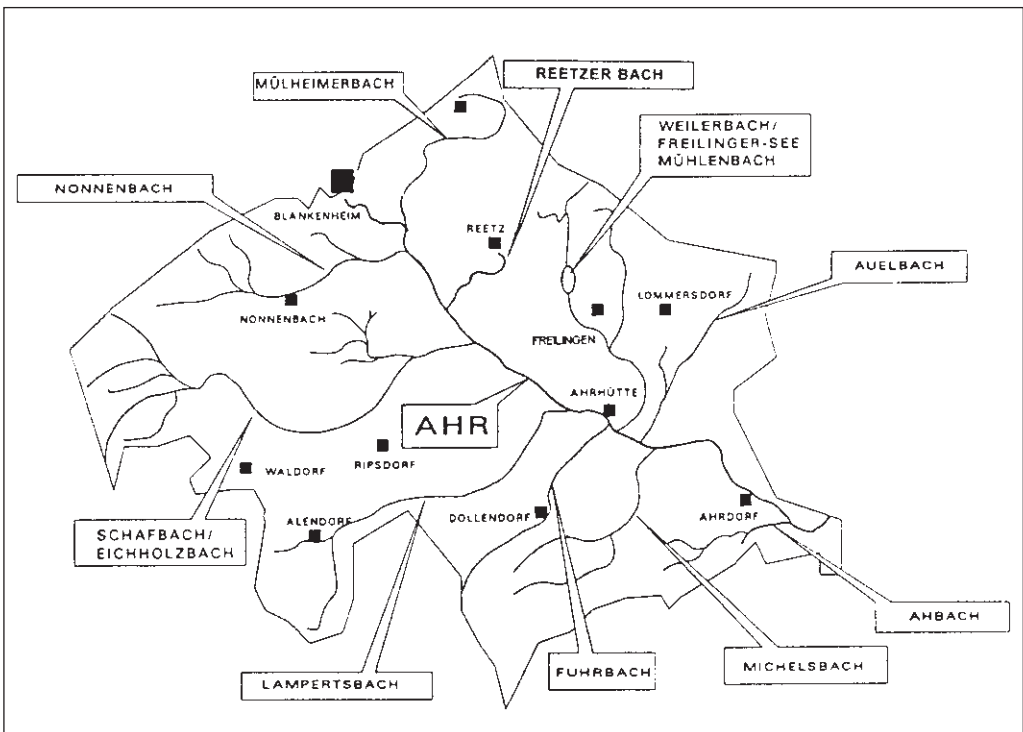 MÜLHEIMERBACH
REETZER BACH
WEILERBACH/
FREILINGER-SEE
MÜHLENBACH
NONNENBACH
BLANKENHEIM
REETZ
AUELBACH
LOMMERSDORF
NONNENBACH
FREILINGEN
AHRHÜTTE
AHR
WALDORF
RIPSDORF
SCHAFBACH/
EICHHOLZBACH
ALENDORF
DOLLENDORF
AHRDORF
AHBACH
LAMPERTSBACH
FUHRBACH
MICHELSBACH